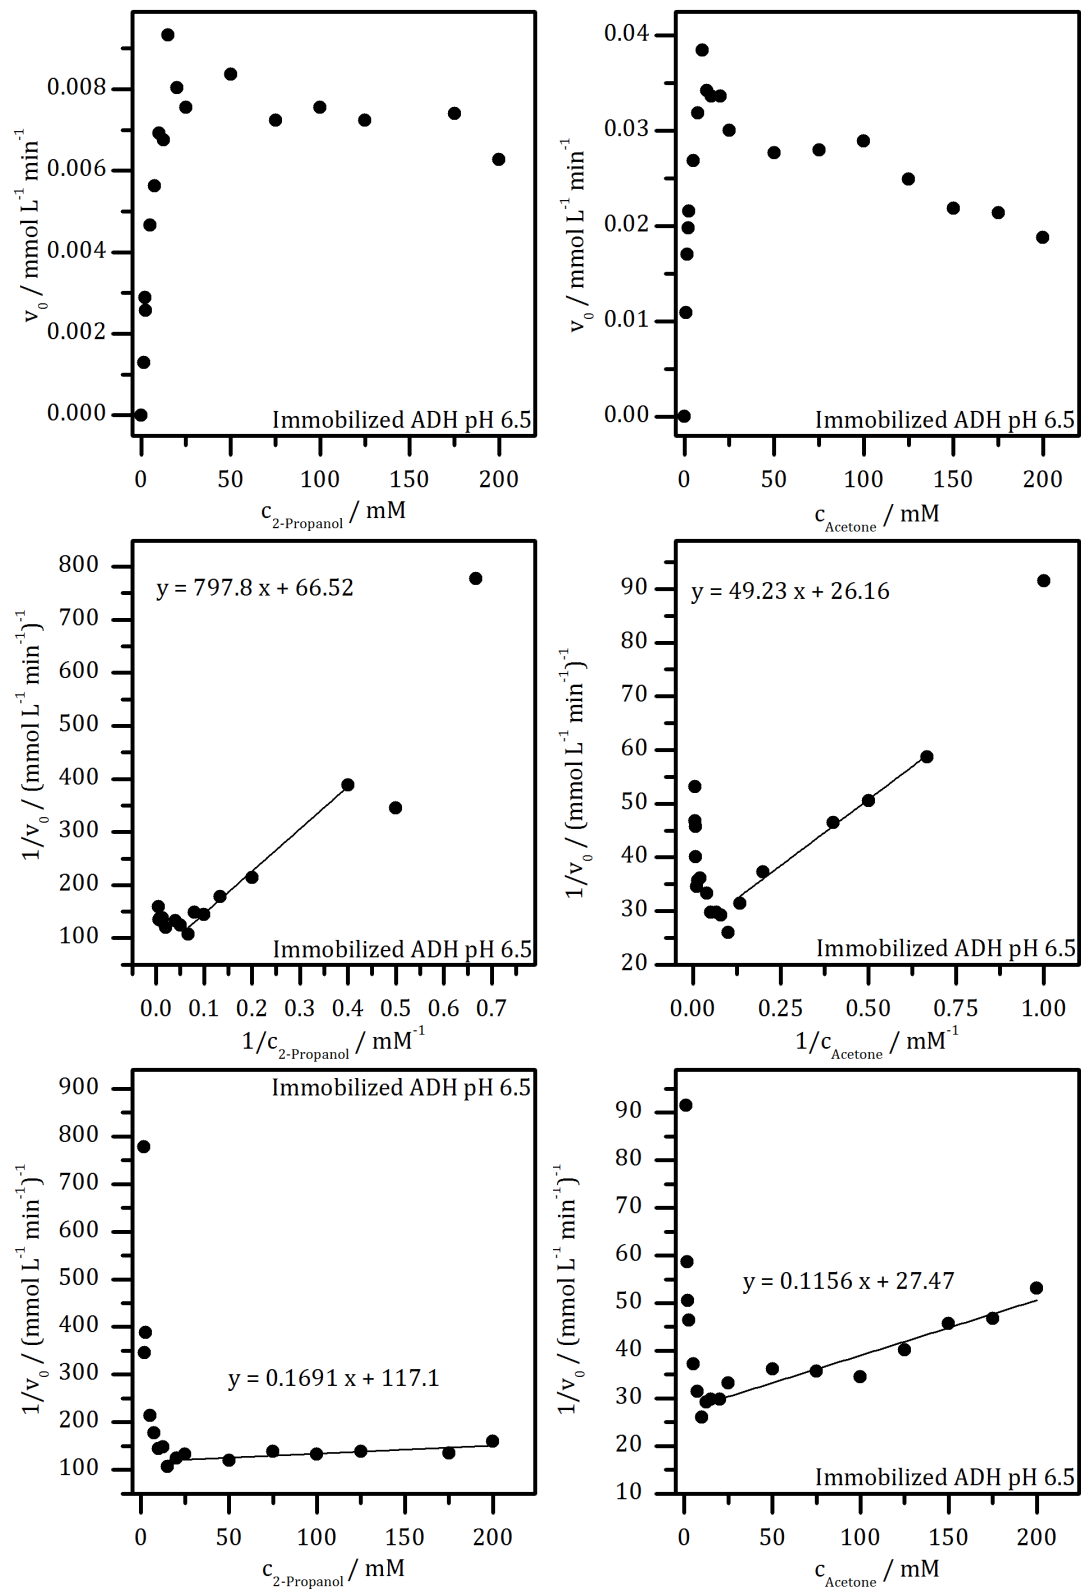 0.008
0.006
0.004
0.002
0.000
v₀ / mmol L⁻¹ min⁻¹
Immobilized ADH pH 6.5
0 50 100 150 200
c₂₋Propanol / mM
0.04
0.03
0.02
0.01
0.00
v₀ / mmol L⁻¹ min⁻¹
Immobilized ADH pH 6.5
0 50 100 150 200
c Acetone / mM
800
700
600
500
400
300
200
100
1/v₀ / (mmol L⁻¹ min⁻¹)⁻¹
y = 797.8 x + 66.52
Immobilized ADH pH 6.5
0.0 0.1 0.2 0.3 0.4 0.5 0.6 0.7
1/c₂₋Propanol / mM⁻¹
90
80
70
60
50
40
30
20
1/v₀ / (mmol L⁻¹ min⁻¹)⁻¹
y = 49.23 x + 26.16
Immobilized ADH pH 6.5
0.00 0.25 0.50 0.75 1.00
1/c Acetone / mM⁻¹
900
800
700
600
500
400
300
200
100
1/v₀ / (mmol L⁻¹ min⁻¹)⁻¹
Immobilized ADH pH 6.5
y = 0.1691 x + 117.1
0 50 100 150 200
c₂₋Propanol / mM
90
80
70
60
50
40
30
20
10
1/v₀ / (mmol L⁻¹ min⁻¹)⁻¹
y = 0.1156 x + 27.47
Immobilized ADH pH 6.5
0 50 100 150 200
c Acetone / mM